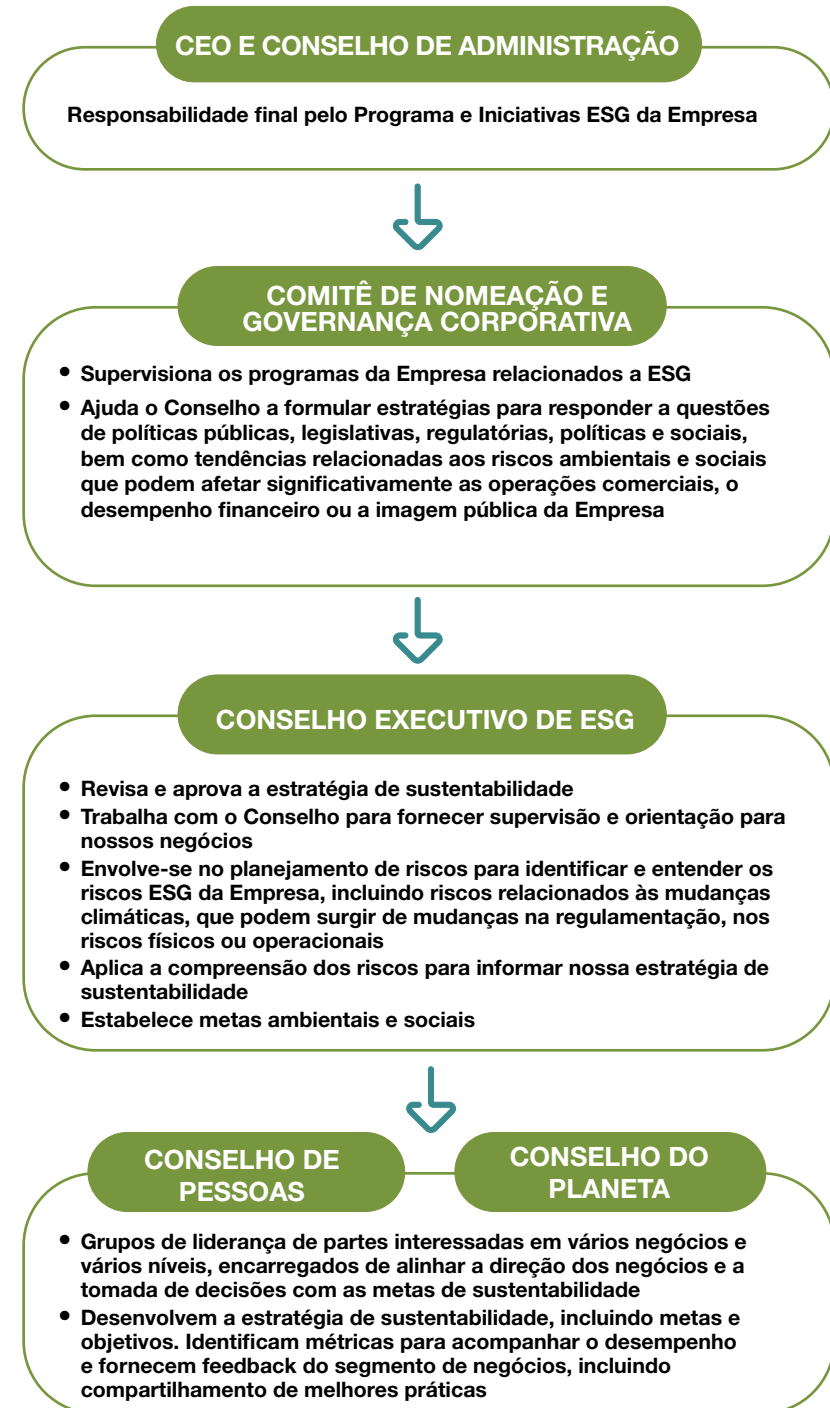 CEO E CONSELHO DE ADMINISTRAÇÃO
Responsabilidade final pelo Programa e Iniciativas ESG da Empresa
COMITÊ DE NOMEAÇÃO E
GOVERNANÇA CORPORATIVA
• Supervisiona os programas da Empresa relacionados a ESG
• Ajuda o Conselho a formular estratégias para responder a questões
de políticas públicas, legislativas, regulatórias, políticas e sociais,
bem como tendências relacionadas aos riscos ambientais e sociais
que podem afetar significativamente as operações comerciais, o
desempenho financeiro ou a imagem pública da Empresa
CONSELHO EXECUTIVO DE ESG
• Revisa e aprova a estratégia de sustentabilidade
• Trabalha com o Conselho para fornecer supervisão e orientação para
nossos negócios
• Envolve-se no planejamento de riscos para identificar e entender os
riscos ESG da Empresa, incluindo riscos relacionados às mudanças
climáticas, que podem surgir de mudanças na regulamentação, nos
riscos físicos ou operacionais
• Aplica a compreensão dos riscos para informar nossa estratégia de
sustentabilidade
• Estabelece metas ambientais e sociais
CONSELHO DE
PESSOAS
CONSELHO DO
PLANETA
• Grupos de liderança de partes interessadas em vários negócios e
vários níveis, encarregados de alinhar a direção dos negócios e a
tomada de decisões com as metas de sustentabilidade
• Desenvolvem a estratégia de sustentabilidade, incluindo metas e
objetivos. Identificam métricas para acompanhar o desempenho
e fornecem feedback do segmento de negócios, incluindo
compartilhamento de melhores práticas